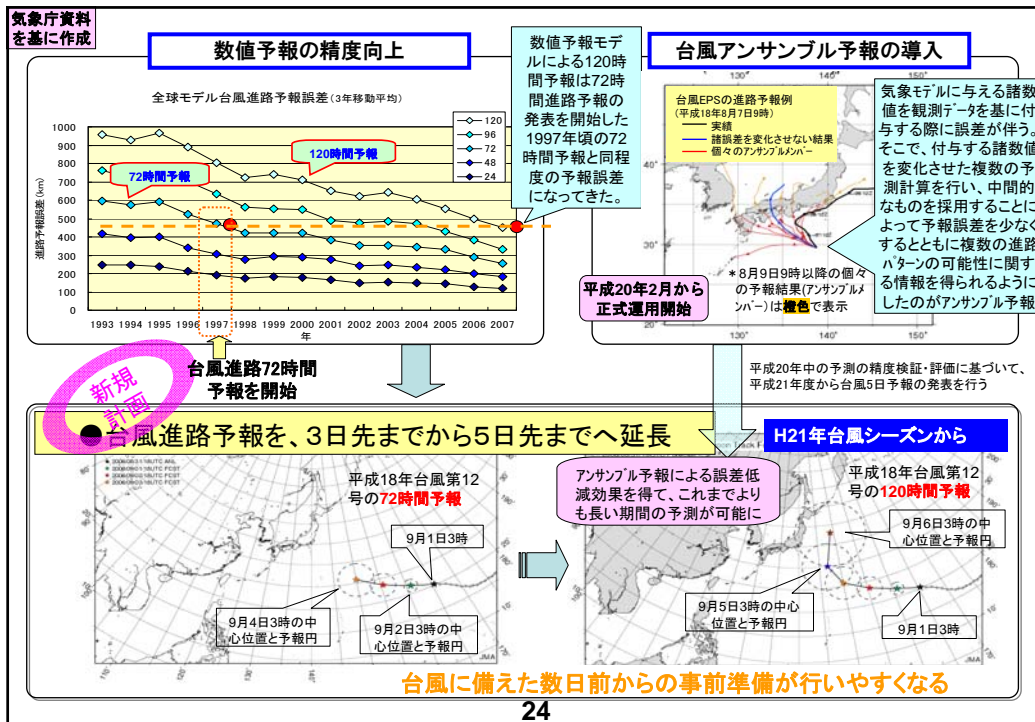 気象庁資料
を基に作成
数値予報の精度向上
全球モデル台風進路予報誤差(3年移動平均)
進路予報誤差(km)
1000
900
800
700
600
500
400
300
200
100
0
1993 1994 1995 1996 1997 1998 1999 2000 2001 2002 2003 2004 2005 2006 2007
年
120
96
72
48
24
72時間予報
120時間予報
台風進路72時間
予報を開始
数値予報モデ
ルによる120時
間予報は72時
間進路予報の
発表を開始した
1997年頃の72
時間予報と同程
度の予報誤差
になってきた。
台風アンサンブル予報の導入
130° 140° 150°
台風EPSの進路予報例
(平成18年8月7日9時)
実績
諸誤差を変化させない結果
個々のアンサンブルメンバー
40°
30°
20°
130° 140° 150°
*8月9日9時以降の個々
の予報結果(アンサンブルメ
ンバー)は橙色で表示
平成20年2月から
正式運用開始
気象モデルに与える諸数
値を観測データを基に付
与する際に誤差が伴う。
そこで、付与する諸数値
を変化させた複数の予
測計算を行い、中間的
なものを採用することに
よって予報誤差を少なく
するとともに複数の進路
パターンの可能性に関す
る情報を得られるように
したのがアンサンブル予報
平成20年中の予測の精度検証・評価に基づいて、
平成21年度から台風5日予報の発表を行う
新規
計画
●台風進路予報を、3日先までから5日先までへ延長
H21年台風シーズンから
平成18年台風第12
号の72時間予報
9月1日3時
9月4日3時の中
心位置と予報円
9月2日3時の中
心位置と予報円
JMA
アンサンブル予報による誤差低
減効果を得て、これまでより
も長い期間の予測が可能に
平成18年台風第12
号の120時間予報
9月6日3時の中
心位置と予報円
9月5日3時の中心
位置と予報円
9月1日3時
JMA
台風に備えた数日前からの事前準備が行いやすくなる
24